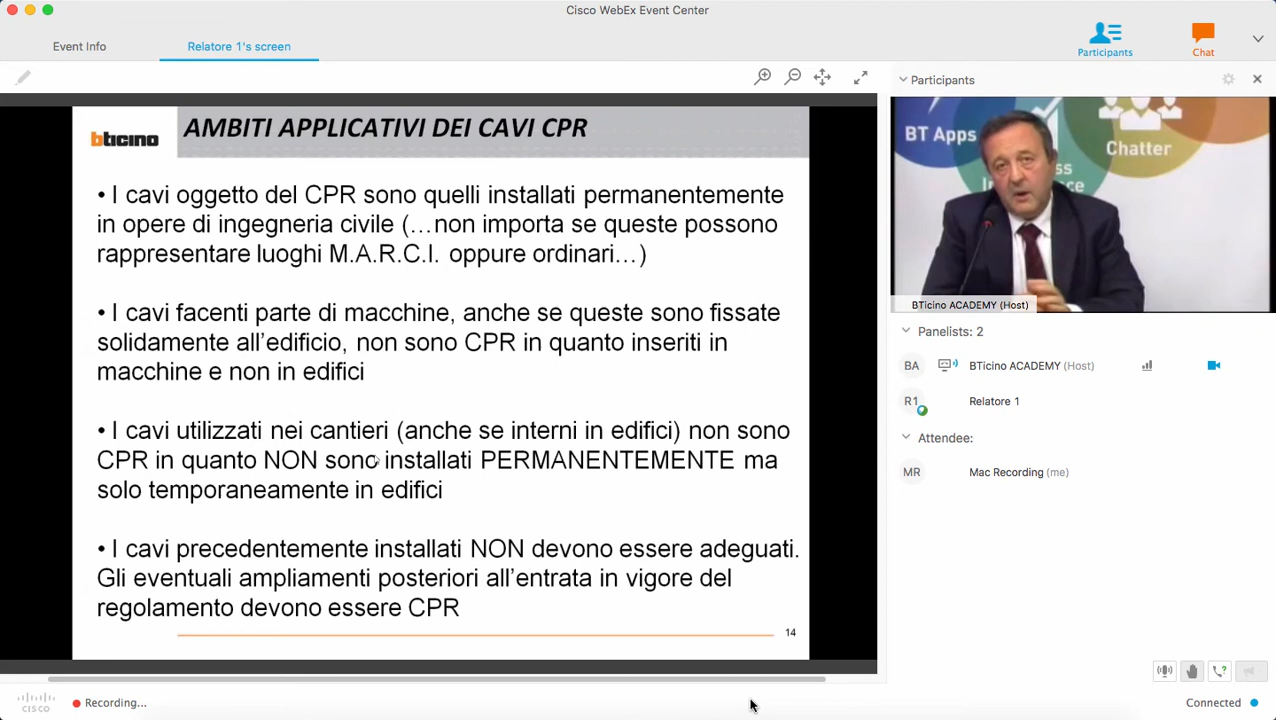 Cisco WebEx Event Center
Event Info
Relatore 1's screen
Participants
Chat
Participants
bticino
AMBITI APPLICATIVI DEI CAVI CPR
• I cavi oggetto del CPR sono quelli installati permanentemente
in opere di ingegneria civile (…non importa se queste possono
rappresentare luoghi M.A.R.C.I. oppure ordinari…)
• I cavi facenti parte di macchine, anche se queste sono fissate
solidamente all'edificio, non sono CPR in quanto inseriti in
macchine e non in edifici
• I cavi utilizzati nei cantieri (anche se interni in edifici) non sono
CPR in quanto NON sono installati PERMANENTEMENTE ma
solo temporaneamente in edifici
• I cavi precedentemente installati NON devono essere adeguati.
Gli eventuali ampliamenti posteriori all'entrata in vigore del
regolamento devono essere CPR
14
BT Apps
Chatter
BTicino ACADEMY (Host)
Panelists: 2
BA BTicino ACADEMY (Host)
R1 Relatore 1
Attendee:
MR Mac Recording (me)
CISCO
Recording...
Connected